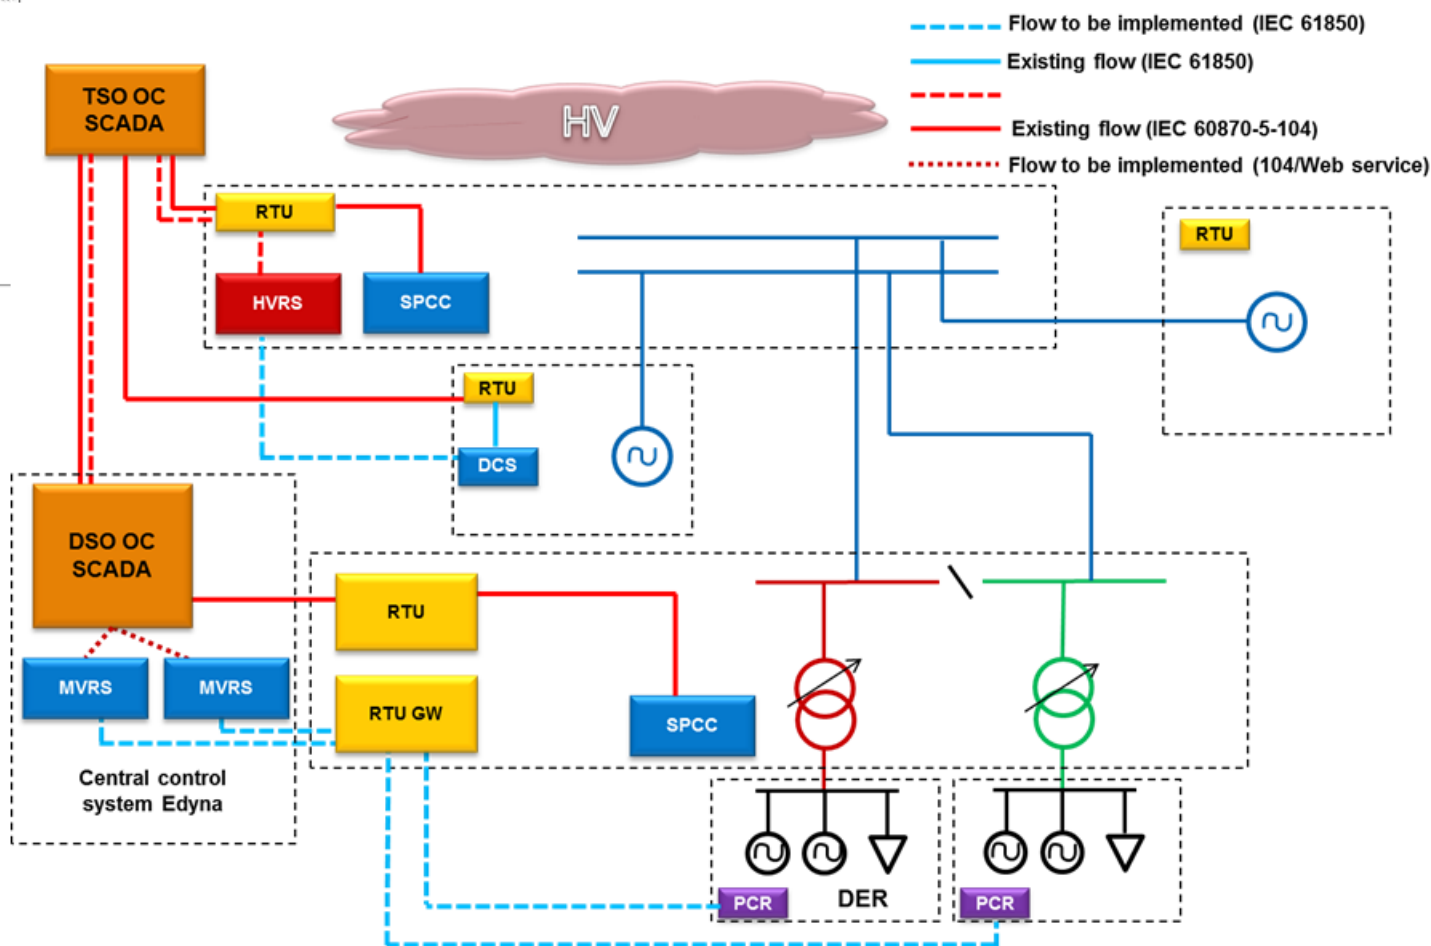 Flow to be implemented (IEC 61850)
Existing flow (IEC 61850)
Existing flow (IEC 60870-5-104)
Flow to be implemented (104/Web service)
TSO OC
SCADA
HV
RTU
HVRS
SPCC
RTU
RTU
DCS
DSO OC
SCADA
MVRS
MVRS
Central control
system Edyna
RTU
RTU GW
SPCC
PCR
DER
PCR